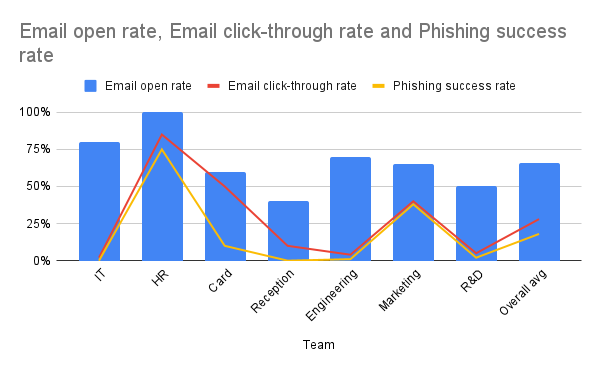 Email open rate, Email click-through rate and Phishing success
rate
Email open rate Email click-through rate Phishing success rate
100%
75%
50%
25%
0%
IT HR Card Reception Engineering Marketing R&D Overall avg
Team